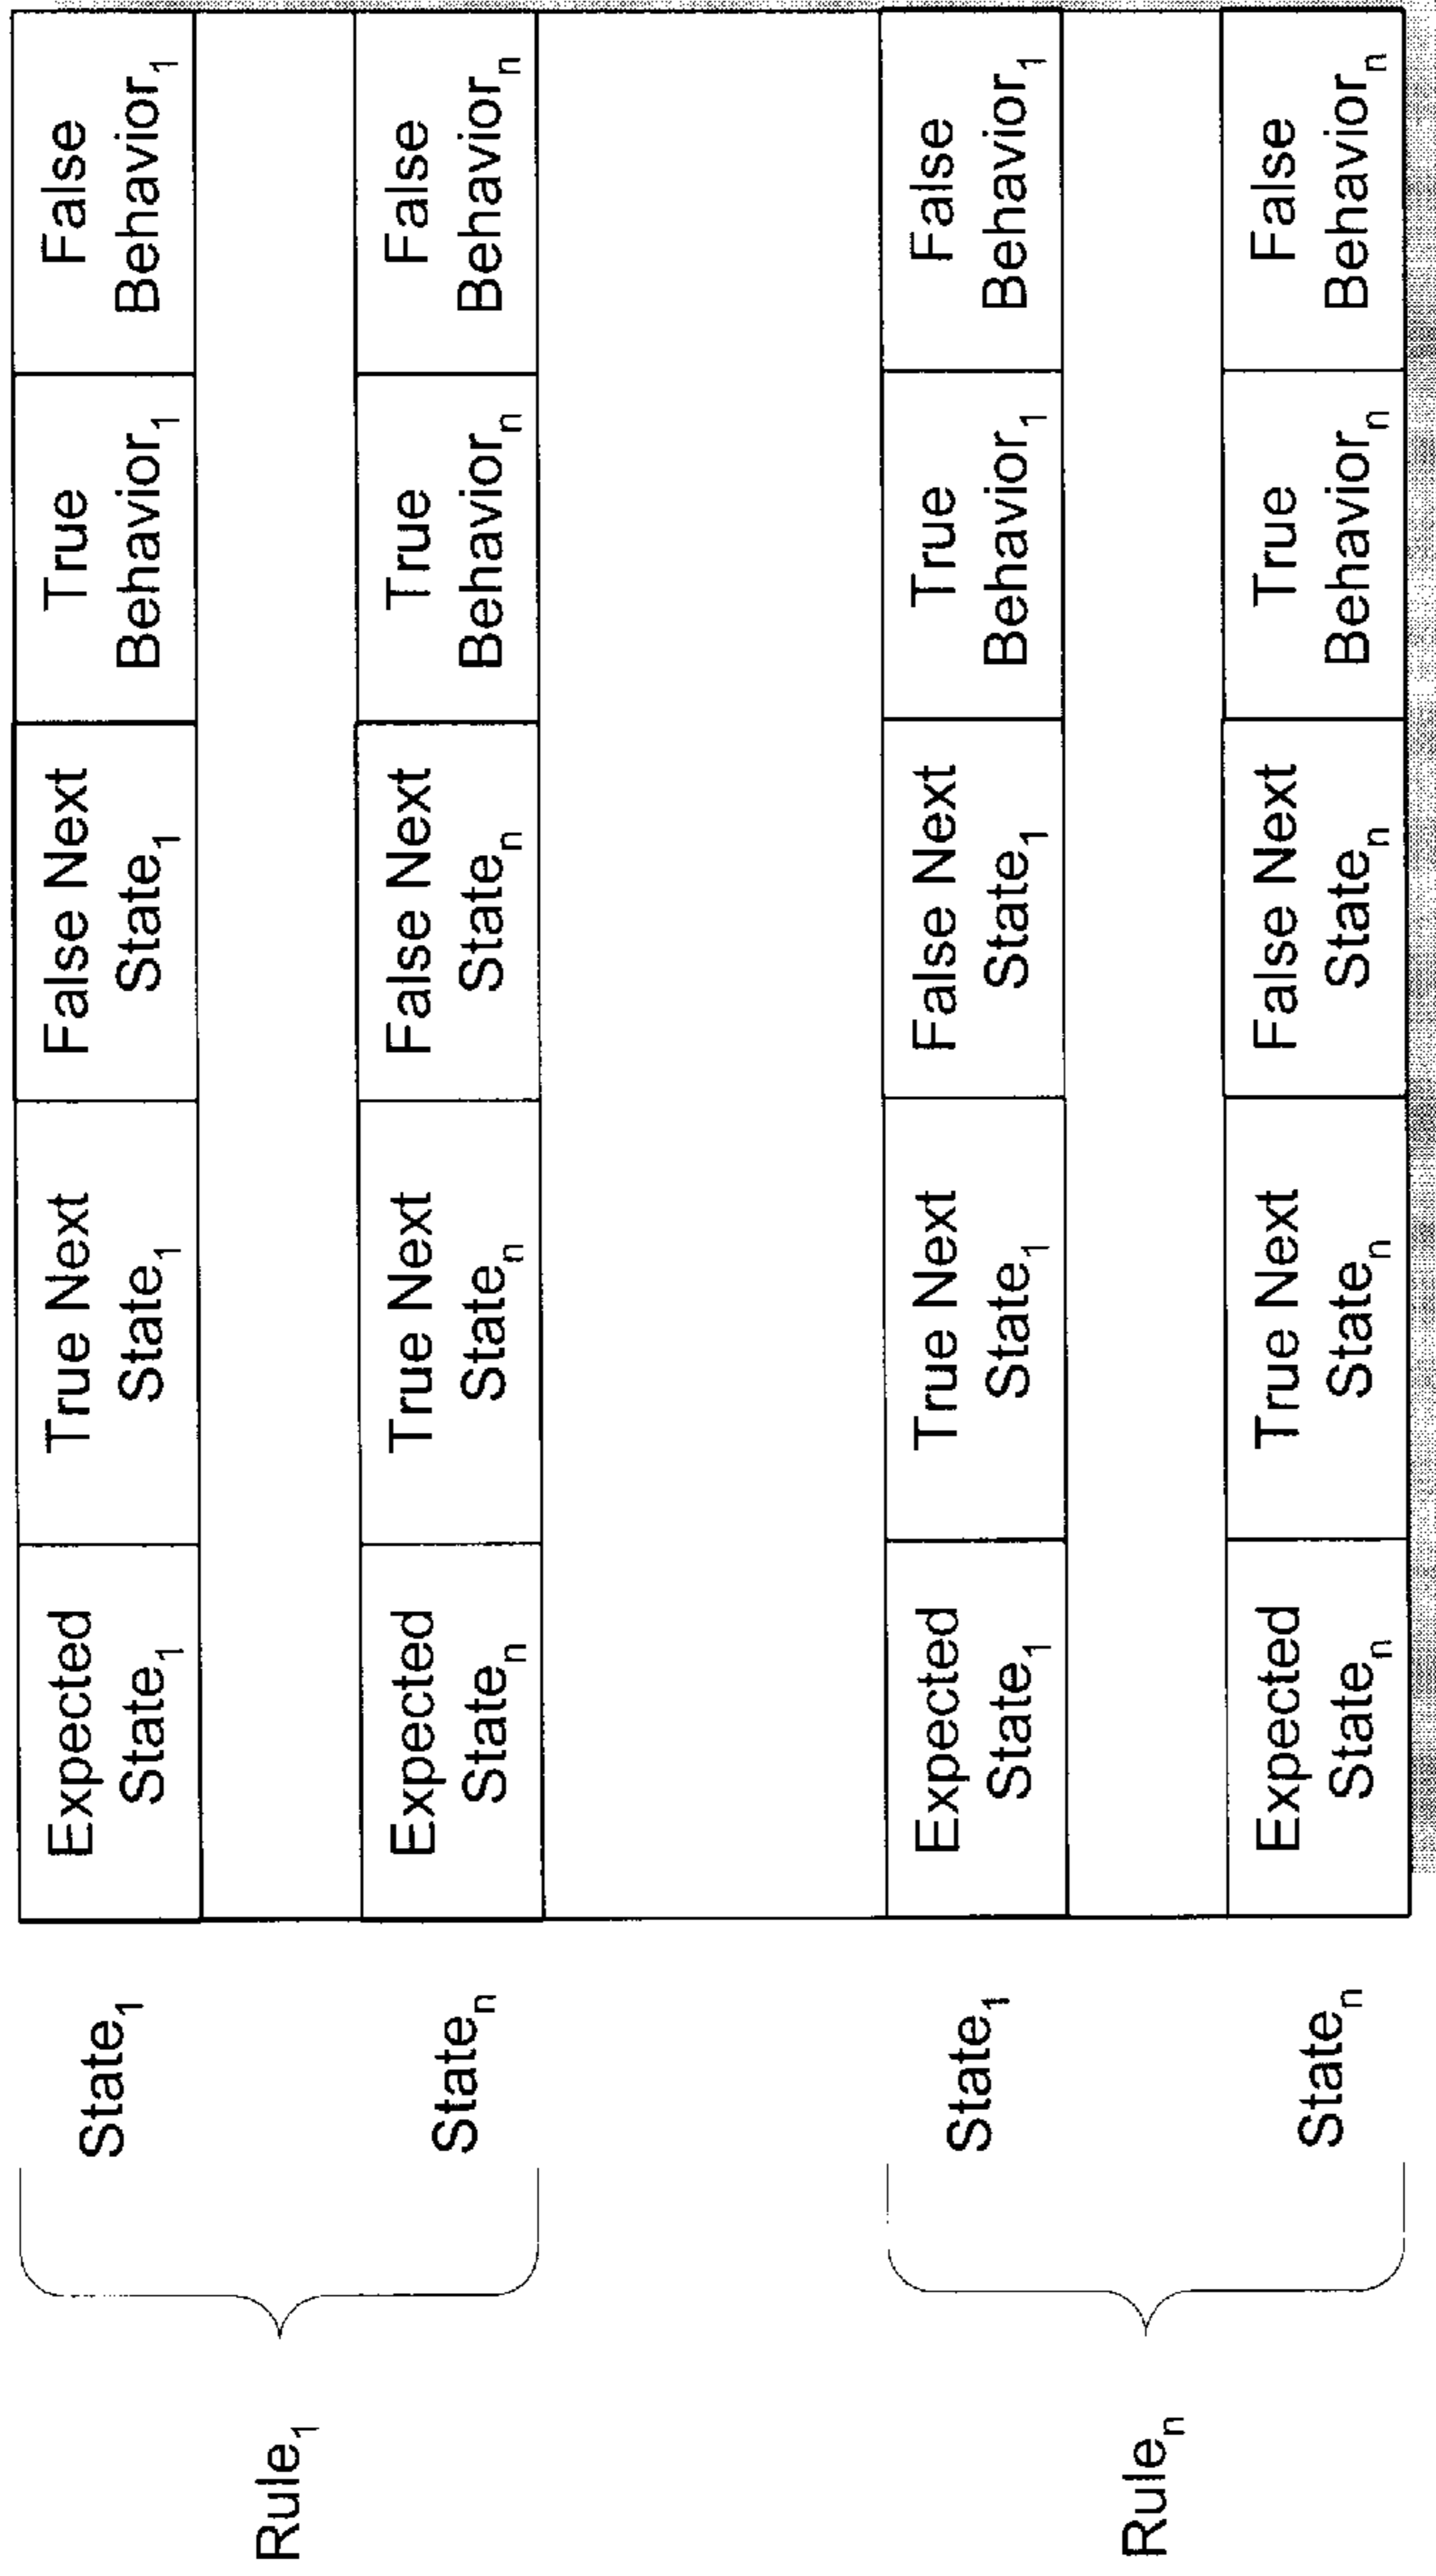 Rule₁
State₁
Expected
State₁
True Next
State₁
False Next
State₁
True
Behavior₁
False
Behavior₁
Stateₙ
Expected
Stateₙ
True Next
Stateₙ
False Next
Stateₙ
True
Behaviorₙ
False
Behaviorₙ
Ruleₙ
State₁
Expected
State₁
True Next
State₁
False Next
State₁
True
Behavior₁
False
Behavior₁
Stateₙ
Expected
Stateₙ
True Next
Stateₙ
False Next
Stateₙ
True
Behaviorₙ
False
Behaviorₙ